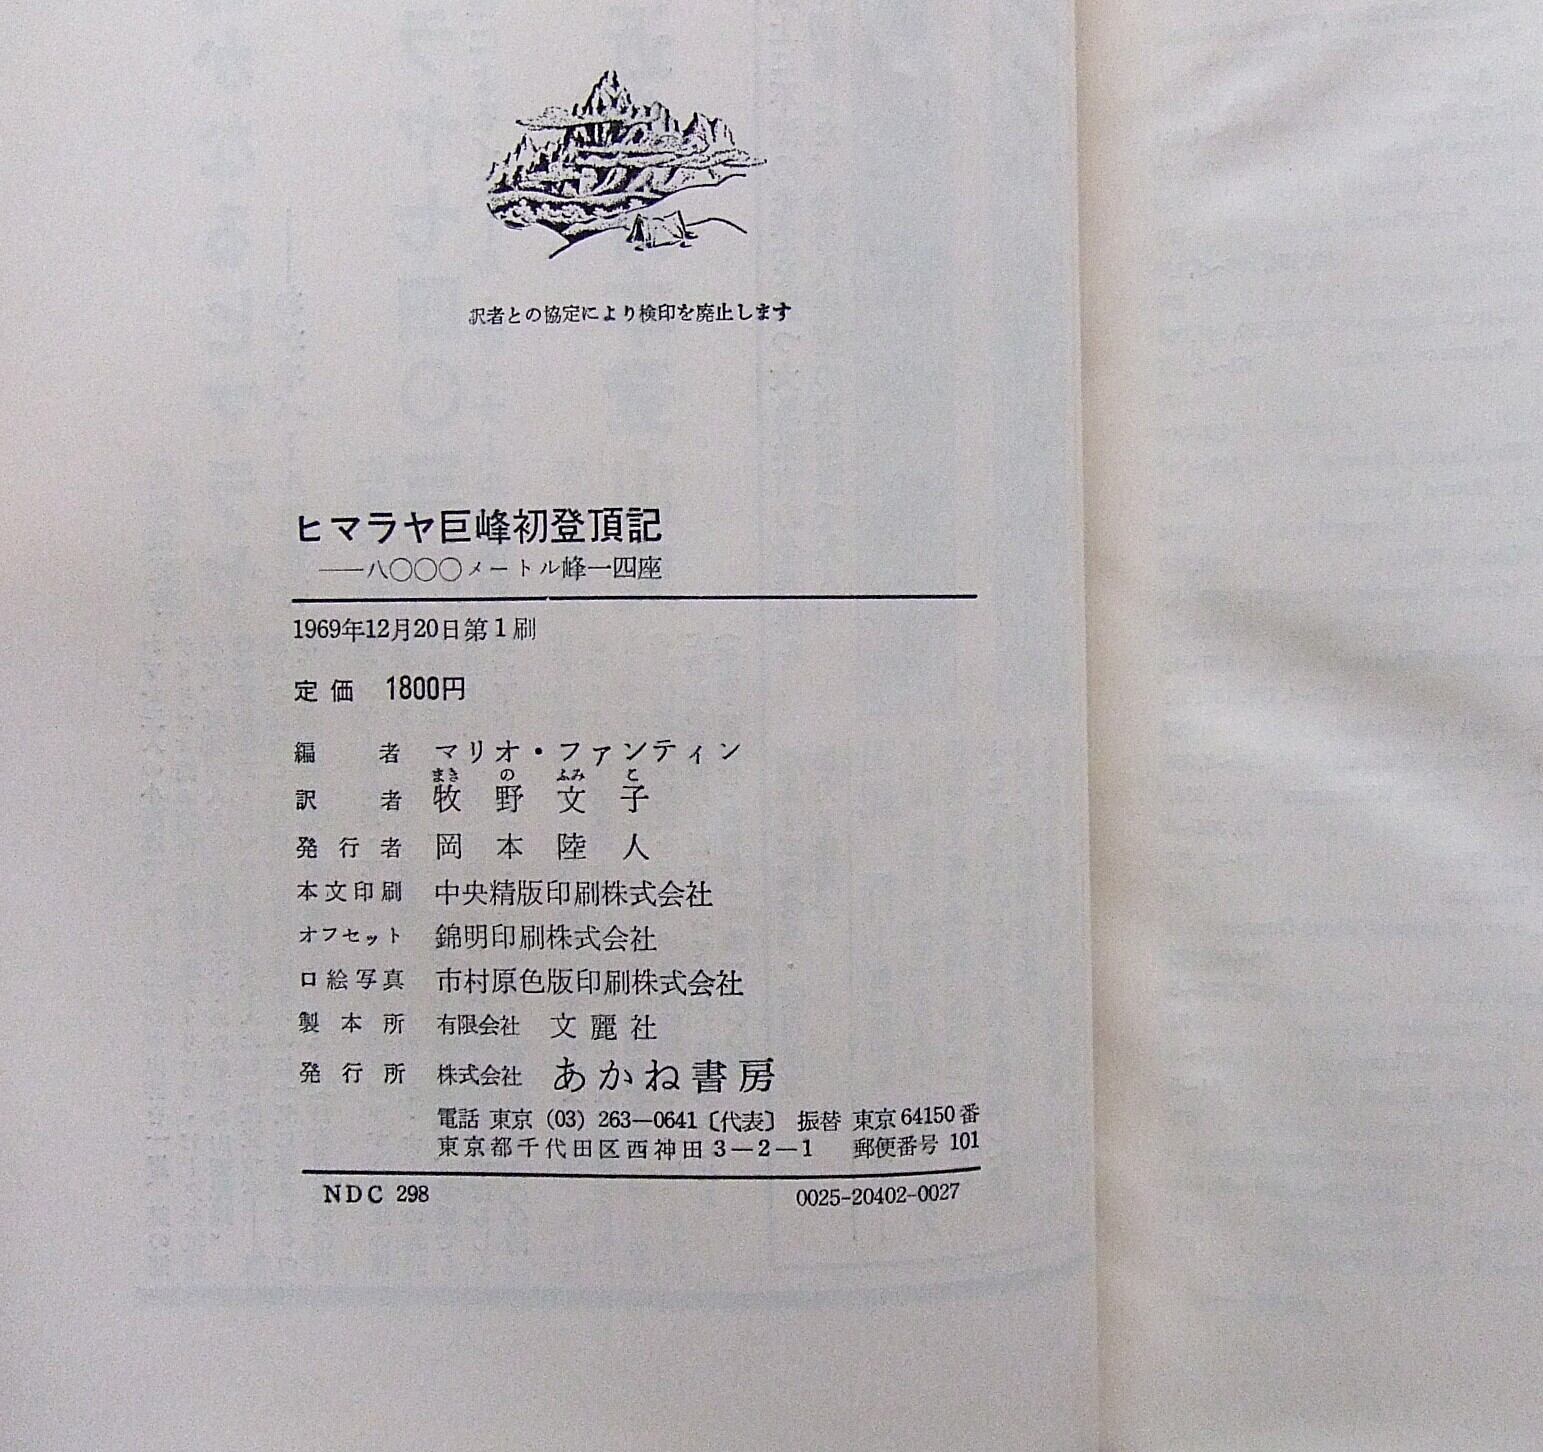 訳者との協定により検印を廃止します
ヒマラヤ巨峰初登頂記
──八〇〇〇メートル峰一四座
1969年12月20日第1刷
定価 1800円
編者 マリオ・ファンティン
まきのふみこ
訳者 牧野文子
発行者 岡本陸人
本文印刷 中央精版印刷株式会社
オフセット 錦明印刷株式会社
口絵写真 市村原色版印刷株式会社
製本所 有限会社 文麗社
発行所 株式会社 あかね書房
電話 東京 (03) 263―0641〔代表〕 振替 東京64150番
東京都千代田区西神田3―2―1 郵便番号 101
NDC 298 0025-20402-0027